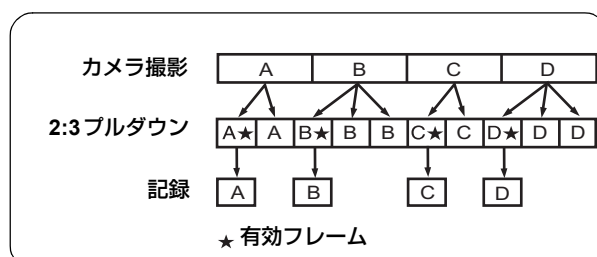 カメラ撮影 A B C D
2:3プルダウン A★ A B★ B B C★ C D★ D D
記録 A B C D
★ 有効フレーム